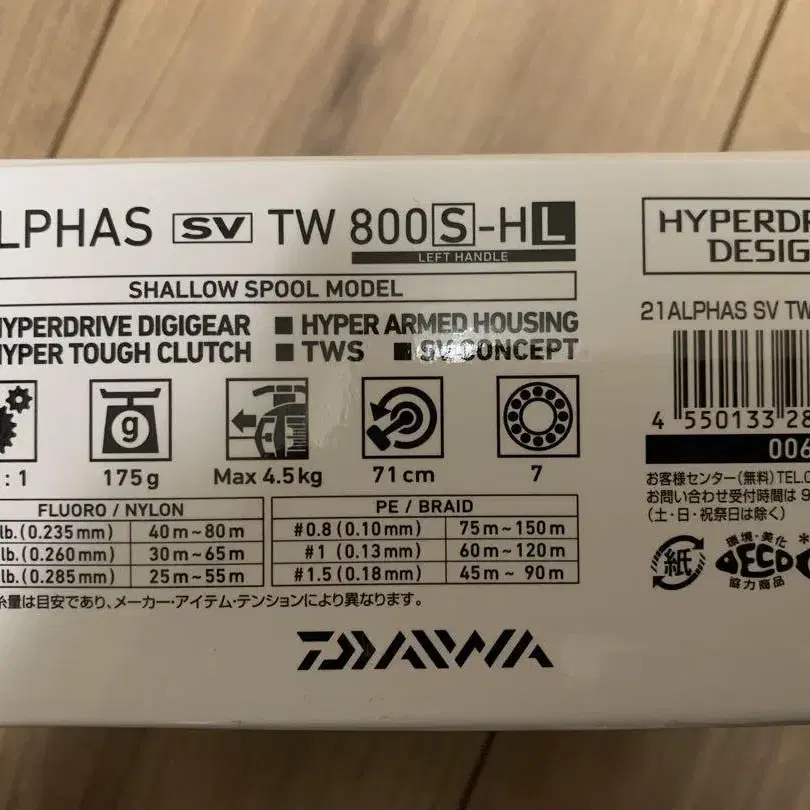 LPHAS SV TW 800S-HL
LEFT HANDLE
SHALLOW SPOOL MODEL
HYPERDRIVE DIGIGEAR ■ HYPER ARMED HOUSING
HYPER TOUGH CLUTCH ■ TWS ■ SV CONCEPT
g
: 1
175g
Max 4.5kg
71cm
7
FLUORO / NYLON
lb.(0.235mm) 40m~80m
lb.(0.260mm) 30m~65m
lb.(0.285mm) 25m~55m
PE / BRAID
#0.8 (0.10mm) 75m~150m
#1 (0.13mm) 60m~120m
#1.5 (0.18mm) 45m~ 90m
糸量は目安であり、メーカー・アイテム・テンションにより異なります。
DAIWA
HYPERDR
DESIG
21ALPHAS SV TW
4 550133 28
006
お客様センター(無料)TEL.0
お問い合わせ受付時間は 9
(土・日・祝祭日は除く)
紙
環境・美化
DECO
協力商品